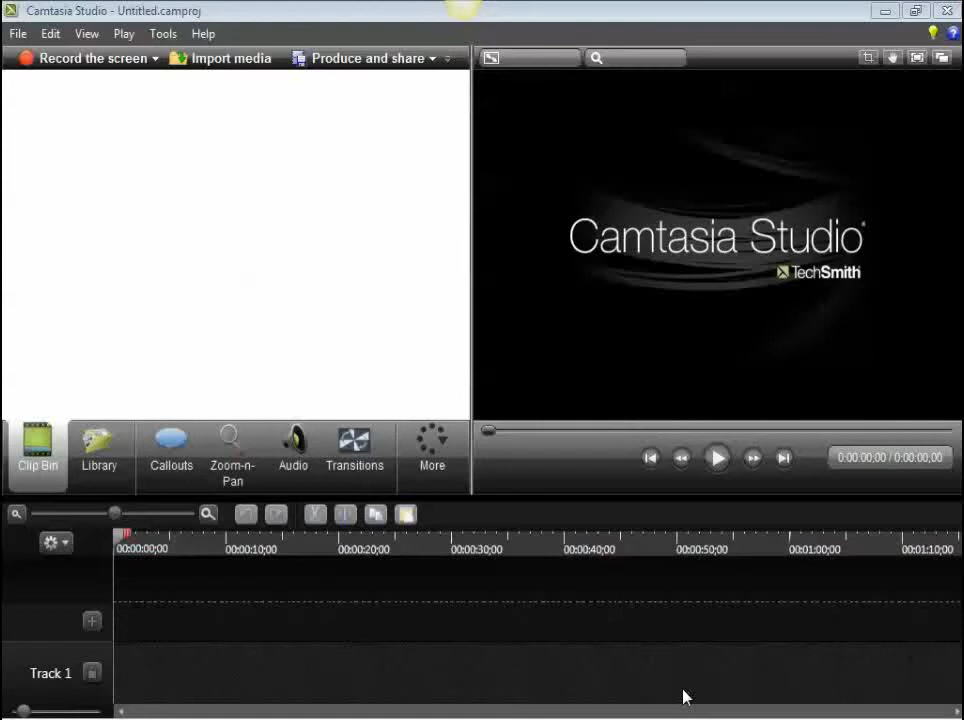 Camtasia Studio - Untitled.camproj
File Edit View Play Tools Help
Record the screen Import media Produce and share
Camtasia Studio®
TechSmith
Clip Bin Library Callouts Zoom-n-Pan Audio Transitions More
0:00:00;00 / 0:00:00;00
00:00:00;00 00:00:10;00 00:00:20;00 00:00:30;00 00:00:40;00 00:00:50;00 00:01:00;00 00:01:10;00
Track 1